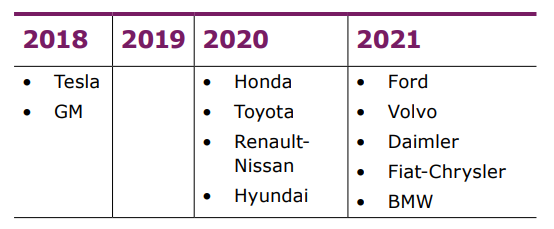 2018 2019 2020 2021
• Tesla
• GM
• Honda
• Toyota
• Renault-
Nissan
• Hyundai
• Ford
• Volvo
• Daimler
• Fiat-Chrysler
• BMW